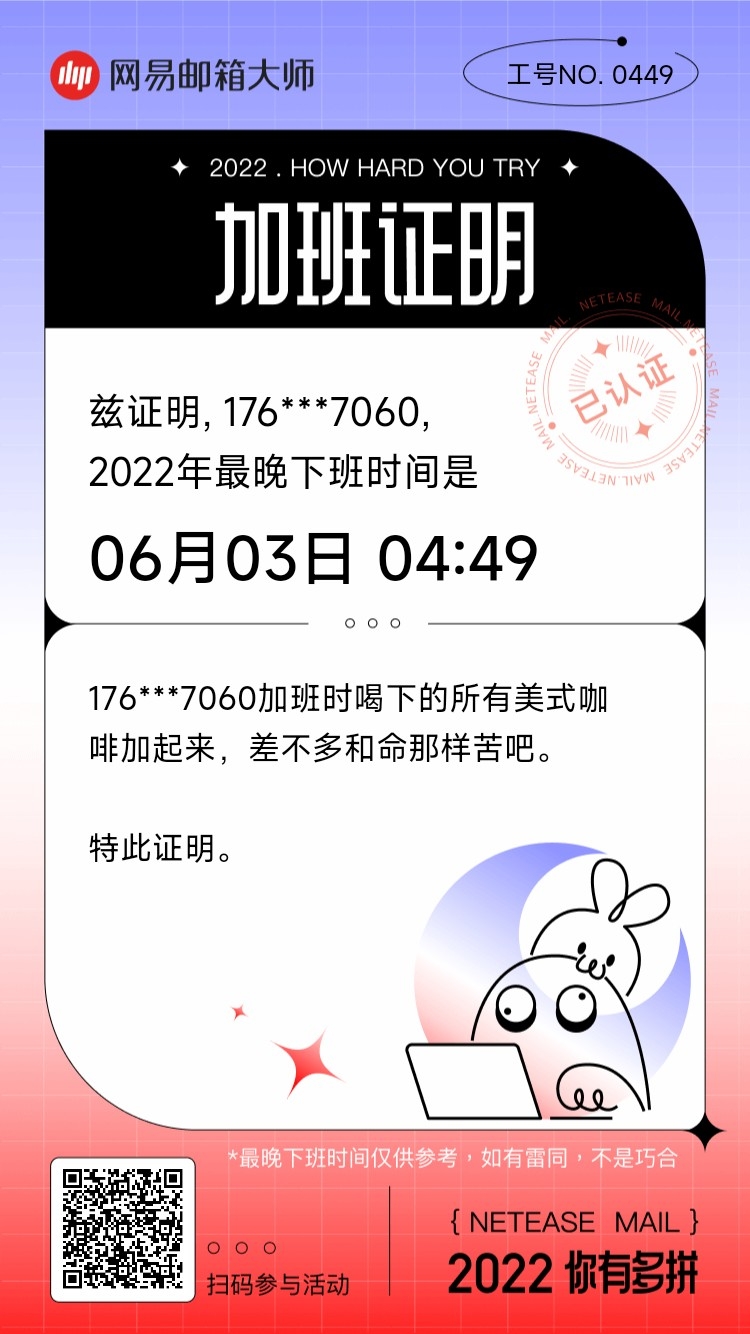 网易邮箱大师
工号NO. 0449
2022 . HOW HARD YOU TRY
加班证明
NETEASE MAIL NETEASE MAIL.NETEASE MAIL.NETEASE MAIL.
已认证
兹证明, 176***7060,
2022年最晚下班时间是
06月03日 04:49
176***7060加班时喝下的所有美式咖
啡加起来，差不多和命那样苦吧。
特此证明。
*最晚下班时间仅供参考，如有雷同，不是巧合
扫码参与活动
{ NETEASE MAIL }
2022 你有多拼